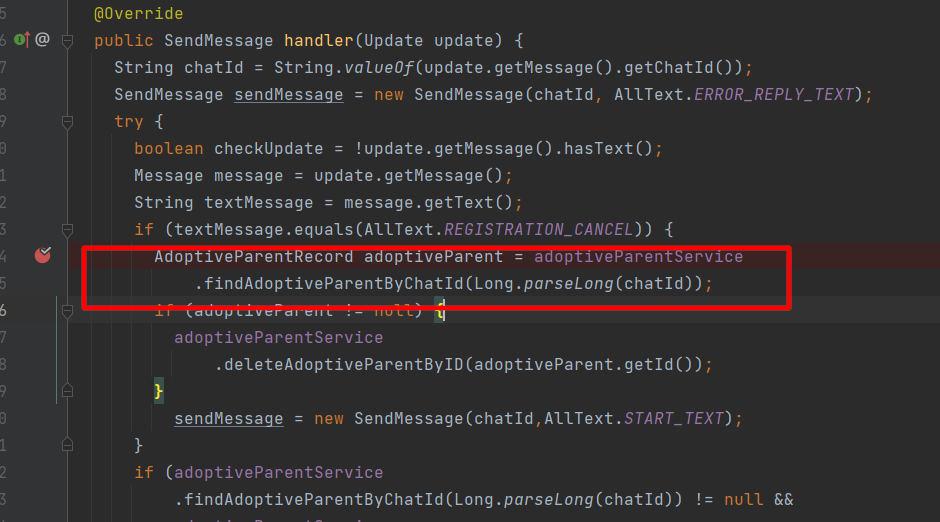 5 @Override
6 public SendMessage handler(Update update) {
7 String chatId = String.valueOf(update.getMessage().getChatId());
8 SendMessage sendMessage = new SendMessage(chatId, AllText.ERROR_REPLY_TEXT);
9 try {
0 boolean checkUpdate = !update.getMessage().hasText();
1 Message message = update.getMessage();
2 String textMessage = message.getText();
3 if (textMessage.equals(AllText.REGISTRATION_CANCEL)) {
4 AdoptiveParentRecord adoptiveParent = adoptiveParentService
5 .findAdoptiveParentByChatId(Long.parseLong(chatId));
6 if (adoptiveParent != null) {
7 adoptiveParentService
8 .deleteAdoptiveParentByID(adoptiveParent.getId());
9 }
0 sendMessage = new SendMessage(chatId,AllText.START_TEXT);
1 }
2 if (adoptiveParentService
3 .findAdoptiveParentByChatId(Long.parseLong(chatId)) != null &&